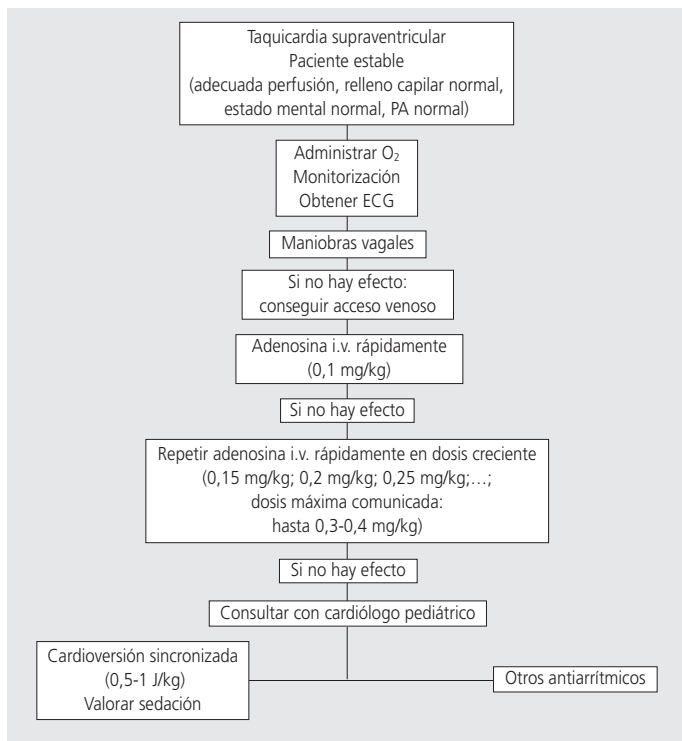 Taquicardia supraventricular
Paciente estable
(adecuada perfusión, relleno capilar normal,
estado mental normal, PA normal)
Administrar O₂
Monitorización
Obtener ECG
Maniobras vagales
Si no hay efecto:
conseguir acceso venoso
Adenosina i.v. rápidamente
(0,1 mg/kg)
Si no hay efecto
Repetir adenosina i.v. rápidamente en dosis creciente
(0,15 mg/kg; 0,2 mg/kg; 0,25 mg/kg;…;
dosis máxima comunicada:
hasta 0,3-0,4 mg/kg)
Si no hay efecto
Consultar con cardiólogo pediátrico
Cardioversión sincronizada
(0,5-1 J/kg)
Valorar sedación
Otros antiarrítmicos